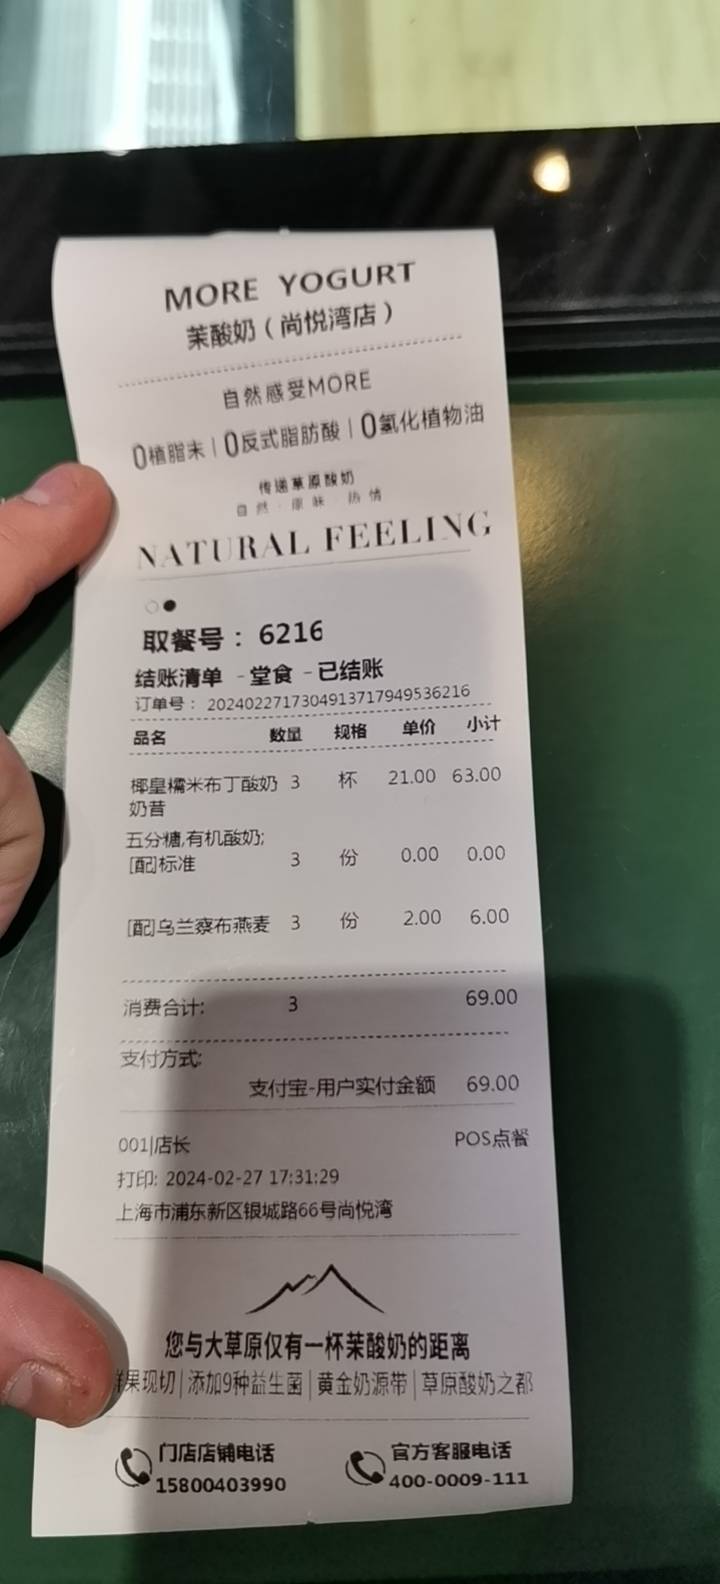 MORE YOGURT
茉酸奶(尚悦湾店)
自然感受MORE
0植脂末|0反式脂肪酸|0氢化植物油
传递草原酸奶
自然·原味·热情
NATURAL FEELING
取餐号：6216
结账清单 -堂食 -已结账
订单号：2024022717304913717949536216
品名 数量 规格 单价 小计
椰皇糯米布丁酸奶 3 杯 21.00 63.00
奶昔
五分糖,有机酸奶;
[配]标准 3 份 0.00 0.00
[配]乌兰察布燕麦 3 份 2.00 6.00
消费合计: 3 69.00
支付方式:
支付宝-用户实付金额 69.00
001|店长 POS点餐
打印: 2024-02-27 17:31:29
上海市浦东新区银城路66号尚悦湾
您与大草原仅有一杯茉酸奶的距离
鲜果现切|添加9种益生菌|黄金奶源带|草原酸奶之都
门店店铺电话 官方客服电话
15800403990 400-0009-111